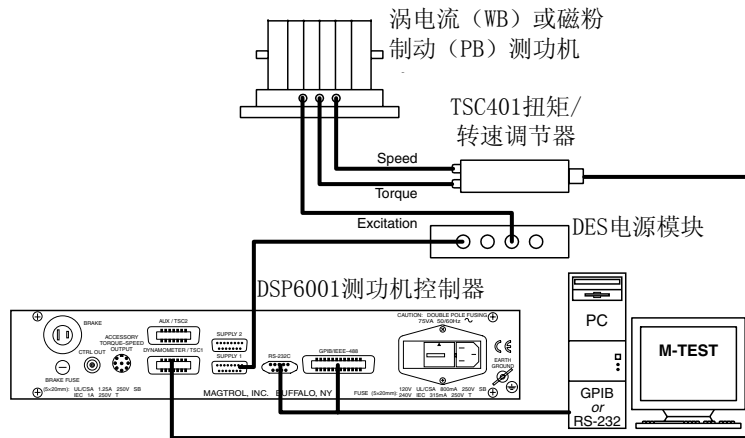 涡电流（WB）或磁粉
制动（PB）测功机
TSC401扭矩/
转速调节器
Speed
Torque
Excitation
DES电源模块
DSP6001测功机控制器
BRAKE
AUX / TSC2
ACCESSORY
TORQUE–SPEED
OUTPUT
CTRL OUT
DYNAMOMETER / TSC1
SUPPLY 2
SUPPLY 1
RS-232C
GPIB/IEEE–488
CAUTION: DOUBLE POLE FUSING
75VA 50/60Hz
EARTH
GROUND
CE
BRAKE FUSE
(5x20mm): UL/CSA 1.25A 250V SB
IEC 1A 250V T
MAGTROL, INC. BUFFALO, NY
FUSE (5x20mm):
120V UL/CSA 800mA 250V SB
240V IEC 315mA 250V T
PC
GPIB
or
RS-232
M-TEST